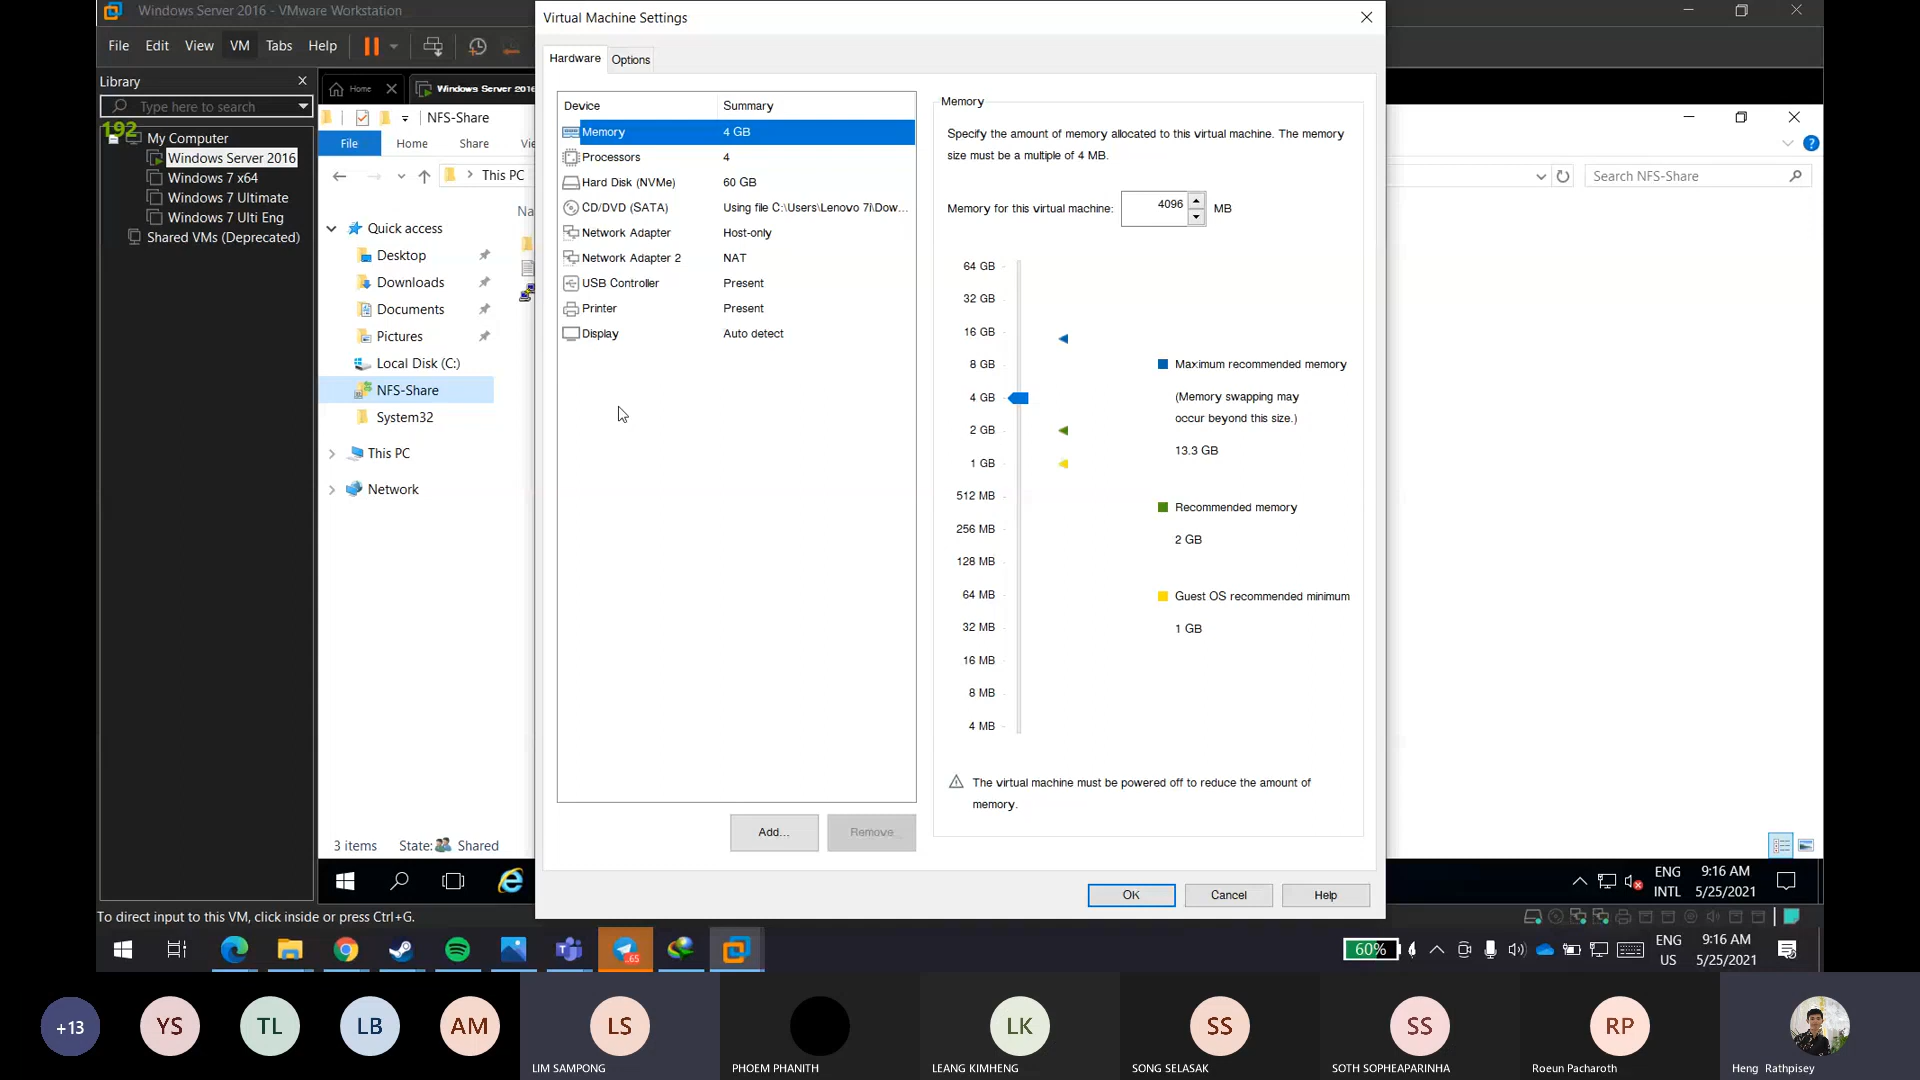 Windows Server 2016 - VMware Workstation
File Edit View VM Tabs Help
Library
Type here to search
192
My Computer
Windows Server 2016
Windows 7 x64
Windows 7 Ultimate
Windows 7 Ulti Eng
Shared VMs (Deprecated)
Home
Windows Server 2016
NFS-Share
File Home Share Vi
This PC
Search NFS-Share
Na
Quick access
Desktop
Downloads
Documents
Pictures
Local Disk (C:)
NFS-Share
System32
This PC
Network
3 items State: Shared
Virtual Machine Settings
Hardware Options
Device Summary
Memory 4 GB
Processors 4
Hard Disk (NVMe) 60 GB
CD/DVD (SATA) Using file C:\Users\Lenovo 7i\Dow...
Network Adapter Host-only
Network Adapter 2 NAT
USB Controller Present
Printer Present
Display Auto detect
Add... Remove
Memory
Specify the amount of memory allocated to this virtual machine. The memory
size must be a multiple of 4 MB.
Memory for this virtual machine: 4096 MB
64 GB
32 GB
16 GB
8 GB
4 GB
2 GB
1 GB
512 MB
256 MB
128 MB
64 MB
32 MB
16 MB
8 MB
4 MB
Maximum recommended memory
(Memory swapping may
occur beyond this size.)
13.3 GB
Recommended memory
2 GB
Guest OS recommended minimum
1 GB
The virtual machine must be powered off to reduce the amount of
memory.
OK Cancel Help
ENG
INTL
9:16 AM
5/25/2021
To direct input to this VM, click inside or press Ctrl+G.
60%
ENG
US
9:16 AM
5/25/2021
+13 YS TL LB AM LS LK SS SS RP
LIM SAMPONG PHOEM PHANITH LEANG KIMHENG SONG SELASAK SOTH SOPHEAPARINHA Roeun Pacharoth Heng Rathpisey